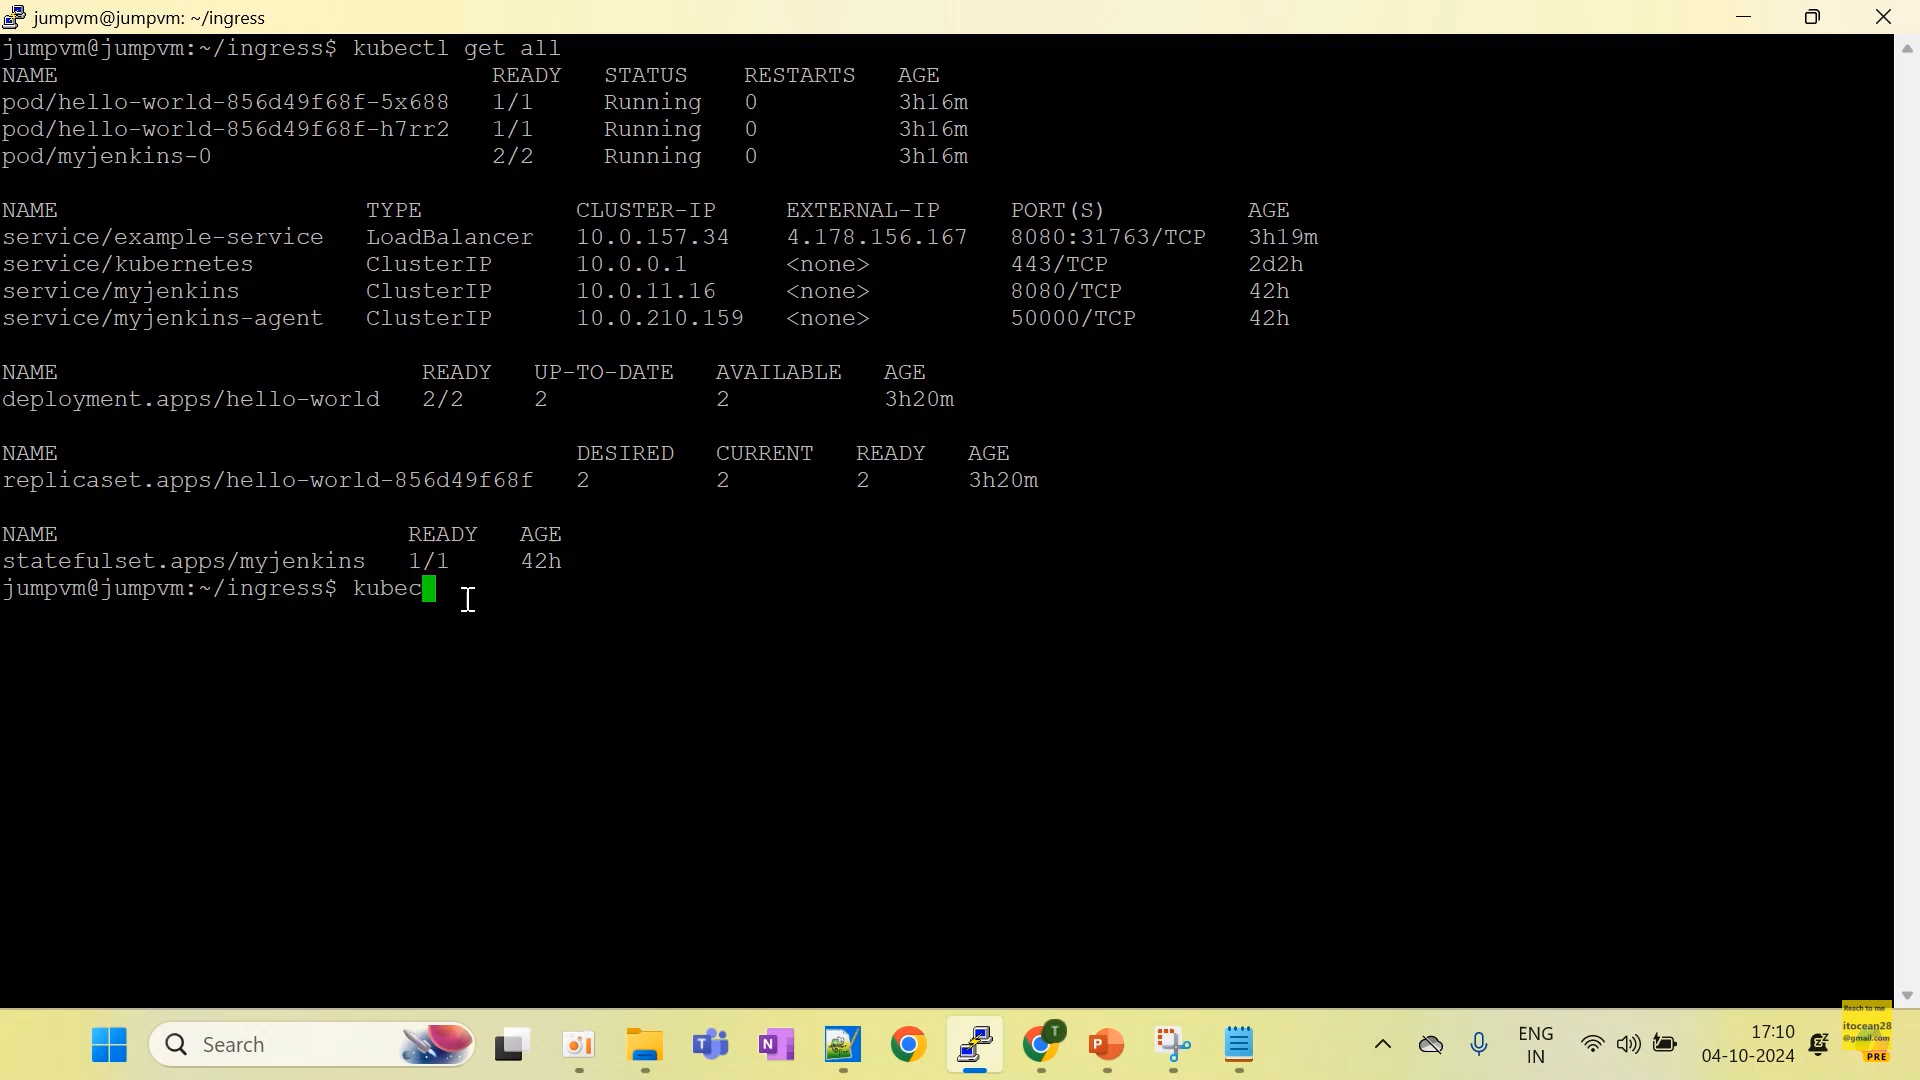 jumpvm@jumpvm: ~/ingress
jumpvm@jumpvm:~/ingress$ kubectl get all
NAME READY STATUS RESTARTS AGE
pod/hello-world-856d49f68f-5x688 1/1 Running 0 3h16m
pod/hello-world-856d49f68f-h7rr2 1/1 Running 0 3h16m
pod/myjenkins-0 2/2 Running 0 3h16m
NAME TYPE CLUSTER-IP EXTERNAL-IP PORT(S) AGE
service/example-service LoadBalancer 10.0.157.34 4.178.156.167 8080:31763/TCP 3h19m
service/kubernetes ClusterIP 10.0.0.1 <none> 443/TCP 2d2h
service/myjenkins ClusterIP 10.0.11.16 <none> 8080/TCP 42h
service/myjenkins-agent ClusterIP 10.0.210.159 <none> 50000/TCP 42h
NAME READY UP-TO-DATE AVAILABLE AGE
deployment.apps/hello-world 2/2 2 2 3h20m
NAME DESIRED CURRENT READY AGE
replicaset.apps/hello-world-856d49f68f 2 2 2 3h20m
NAME READY AGE
statefulset.apps/myjenkins 1/1 42h
jumpvm@jumpvm:~/ingress$ kubec
Reach to me
itocean28
@gmail.com
PRE
Search
T
N
T
P
ENG
IN
17:10
04-10-2024